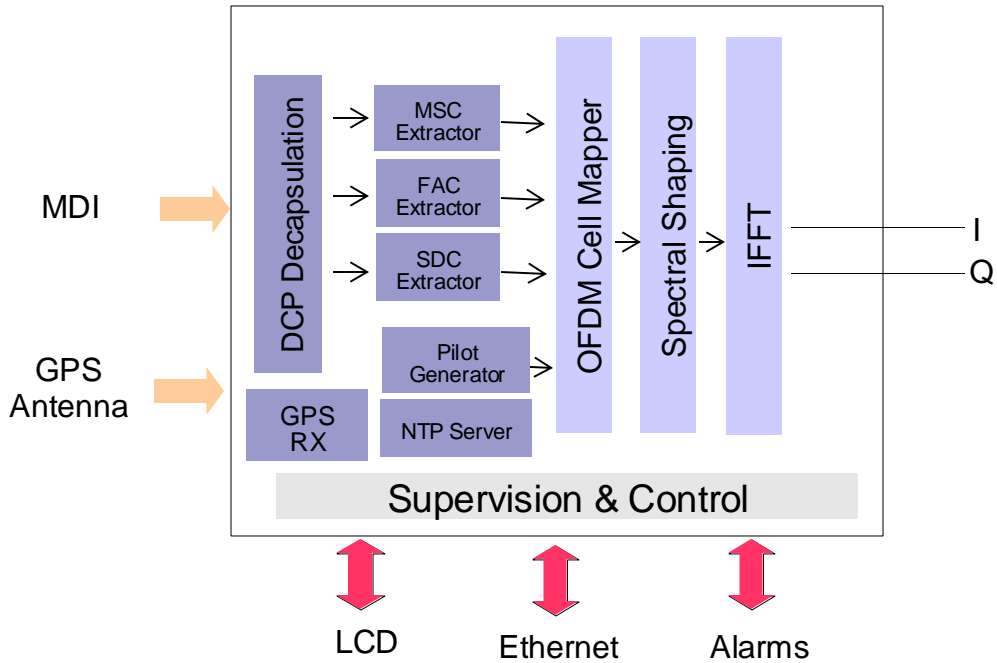 MDI
GPS
Antenna
DCP Decapsulation
MSC
Extractor
FAC
Extractor
SDC
Extractor
Pilot
Generator
GPS
RX
NTP Server
OFDM Cell Mapper
Spectral Shaping
IFFT
I
Q
Supervision & Control
LCD
Ethernet
Alarms